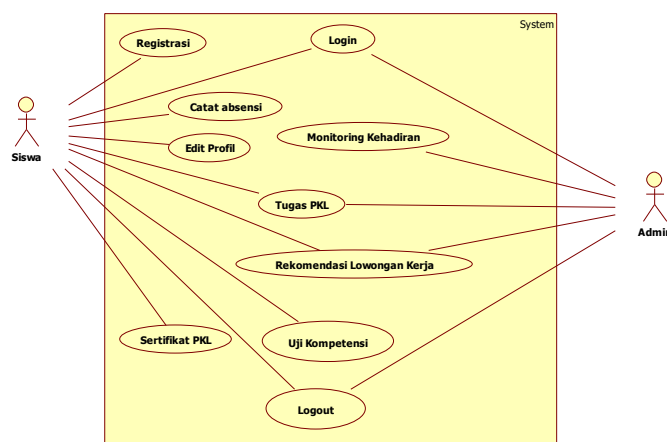 System
Registrasi
Login
Catat absensi
Monitoring Kehadiran
Edit Profil
Siswa
Tugas PKL
Admin
Rekomendasi Lowongan Kerja
Sertifikat PKL
Uji Kompetensi
Logout